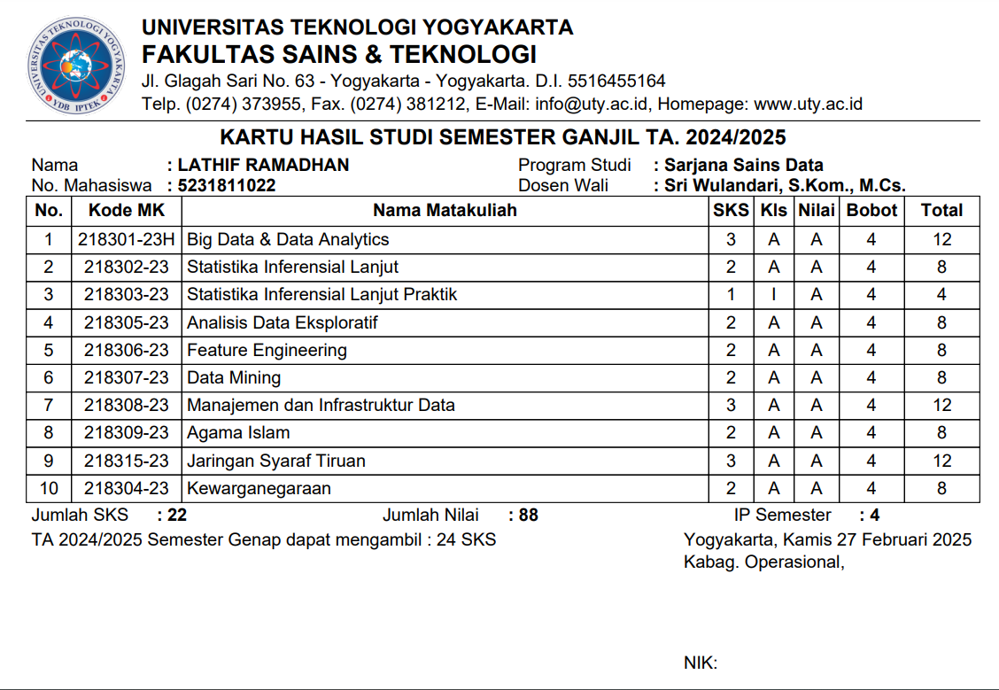 UNIVERSITAS TEKNOLOGI YOGYAKARTA
YDB IPTEK
UNIVERSITAS TEKNOLOGI YOGYAKARTA
FAKULTAS SAINS & TEKNOLOGI
Jl. Glagah Sari No. 63 - Yogyakarta - Yogyakarta. D.I. 5516455164
Telp. (0274) 373955, Fax. (0274) 381212, E-Mail: info@uty.ac.id, Homepage: www.uty.ac.id
KARTU HASIL STUDI SEMESTER GANJIL TA. 2024/2025
Nama : LATHIF RAMADHAN Program Studi : Sarjana Sains Data
No. Mahasiswa : 5231811022 Dosen Wali : Sri Wulandari, S.Kom., M.Cs.
No. Kode MK Nama Matakuliah SKS Kls Nilai Bobot Total
1 218301-23H Big Data & Data Analytics 3 A A 4 12
2 218302-23 Statistika Inferensial Lanjut 2 A A 4 8
3 218303-23 Statistika Inferensial Lanjut Praktik 1 I A 4 4
4 218305-23 Analisis Data Eksploratif 2 A A 4 8
5 218306-23 Feature Engineering 2 A A 4 8
6 218307-23 Data Mining 2 A A 4 8
7 218308-23 Manajemen dan Infrastruktur Data 3 A A 4 12
8 218309-23 Agama Islam 2 A A 4 8
9 218315-23 Jaringan Syaraf Tiruan 3 A A 4 12
10 218304-23 Kewarganegaraan 2 A A 4 8
Jumlah SKS : 22 Jumlah Nilai : 88 IP Semester : 4
TA 2024/2025 Semester Genap dapat mengambil : 24 SKS Yogyakarta, Kamis 27 Februari 2025
Kabag. Operasional,
NIK: